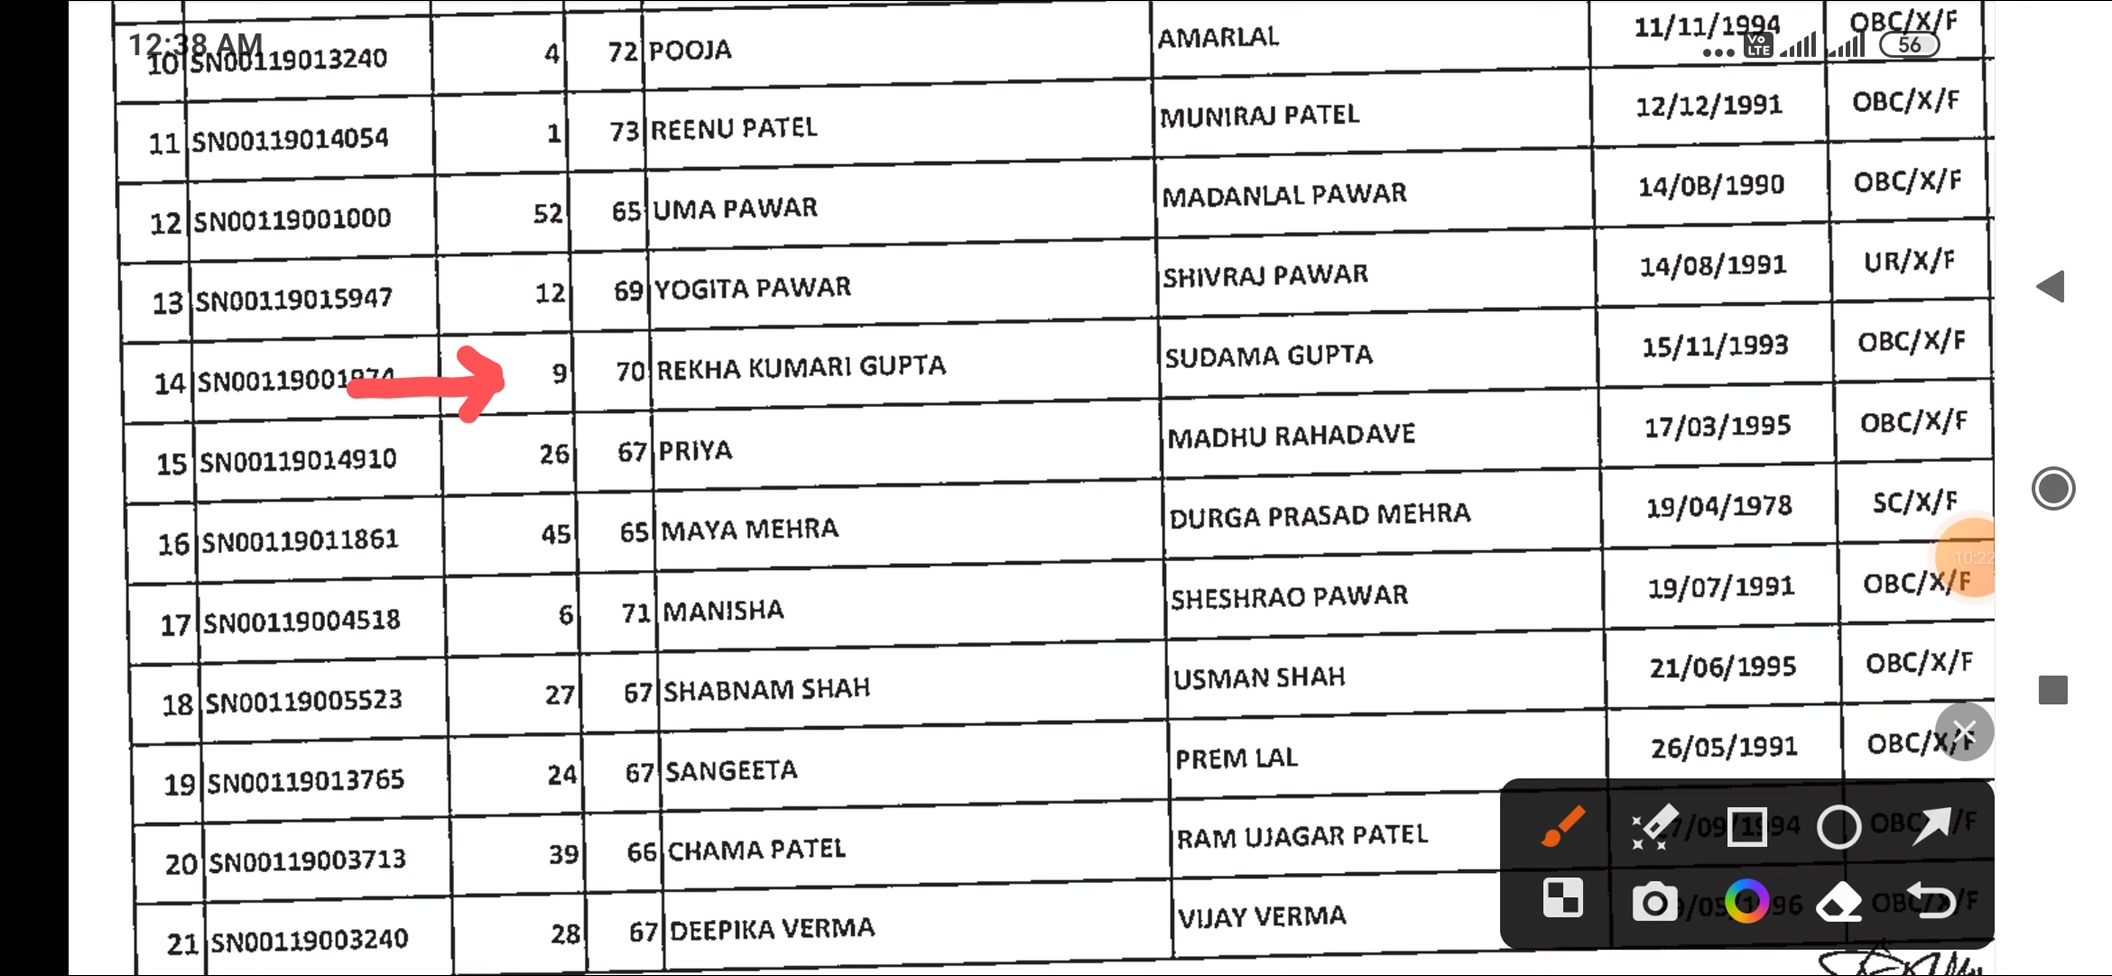 12:38 AM
Vo LTE
56
10 SN00119013240 4 72 POOJA AMARLAL 11/11/1994 OBC/X/F
11 SN00119014054 1 73 REENU PATEL MUNIRAJ PATEL 12/12/1991 OBC/X/F
12 SN00119001000 52 65 UMA PAWAR MADANLAL PAWAR 14/08/1990 OBC/X/F
13 SN00119015947 12 69 YOGITA PAWAR SHIVRAJ PAWAR 14/08/1991 UR/X/F
14 9 70 REKHA KUMARI GUPTA SUDAMA GUPTA 15/11/1993 OBC/X/F
15 SN00119014910 26 67 PRIYA MADHU RAHADAVE 17/03/1995 OBC/X/F
16 SN00119011861 45 65 MAYA MEHRA DURGA PRASAD MEHRA 19/04/1978 SC/X/F
10:22
17 SN00119004518 6 71 MANISHA SHESHRAO PAWAR 19/07/1991 OBC/X/F
18 SN00119005523 27 67 SHABNAM SHAH USMAN SHAH 21/06/1995 OBC/X/F
19 SN00119013765 24 67 SANGEETA PREM LAL 26/05/1991 OBC/X/F
20 SN00119003713 39 66 CHAMA PATEL RAM UJAGAR PATEL
21 SN00119003240 28 67 DEEPIKA VERMA VIJAY VERMA